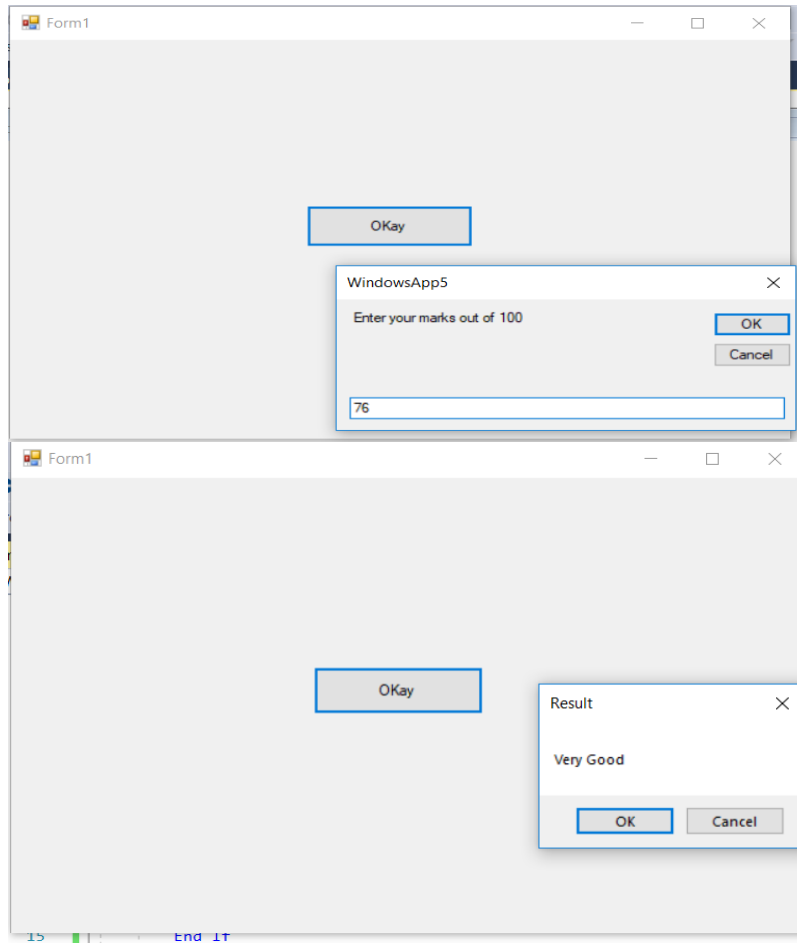 Form1
OKay
WindowsApp5
Enter your marks out of 100
OK
Cancel
76
Form1
OKay
Result
Very Good
OK Cancel
15 End If